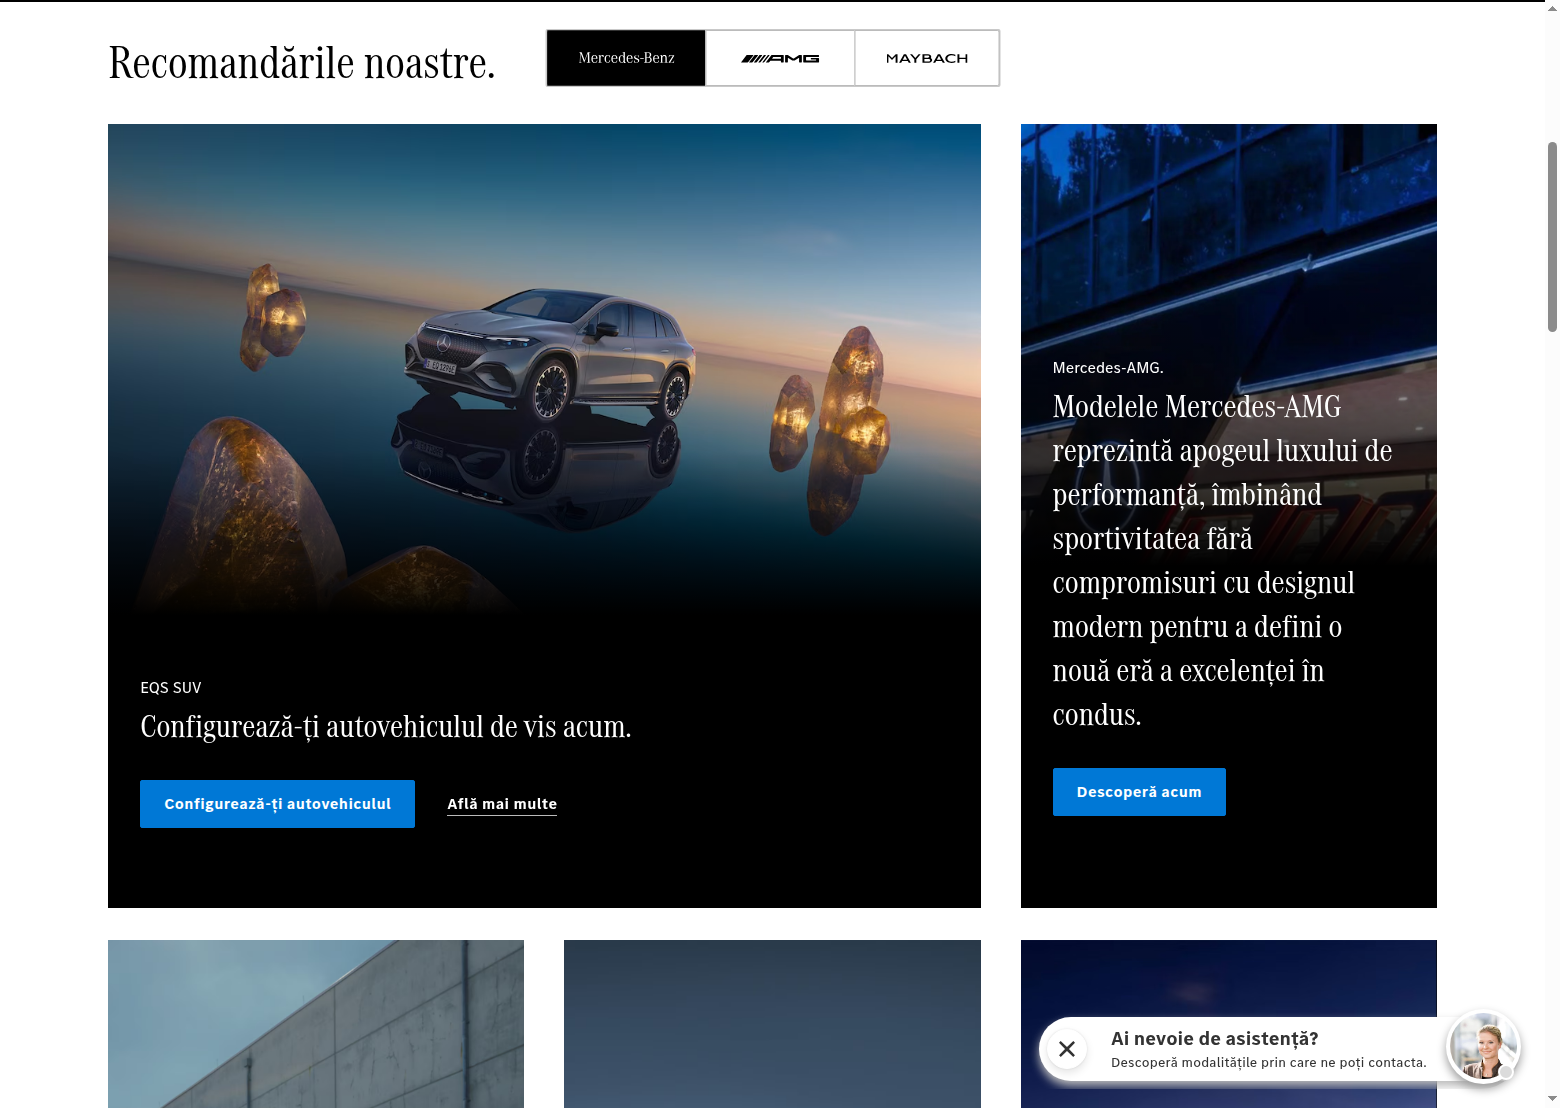 Recomandările noastre.
Mercedes-Benz
AMG
MAYBACH
EQS SUV
Configurează-ți autovehiculul de vis acum.
Configurează-ți autovehiculul
Află mai multe
Mercedes-AMG.
Modelele Mercedes-AMG
reprezintă apogeul luxului de
performanță, îmbinând
sportivitatea fără
compromisuri cu designul
modern pentru a defini o
nouă eră a excelenței în
condus.
Descoperă acum
Ai nevoie de asistență?
Descoperă modalitățile prin care ne poți contacta.